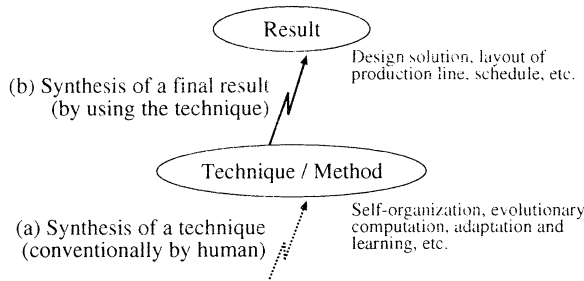 Result
Design solution, layout of
production line, schedule, etc.
(b) Synthesis of a final result
(by using the technique)
Technique / Method
(a) Synthesis of a technique
(conventionally by human)
Self-organization, evolutionary
computation, adaptation and
learning, etc.